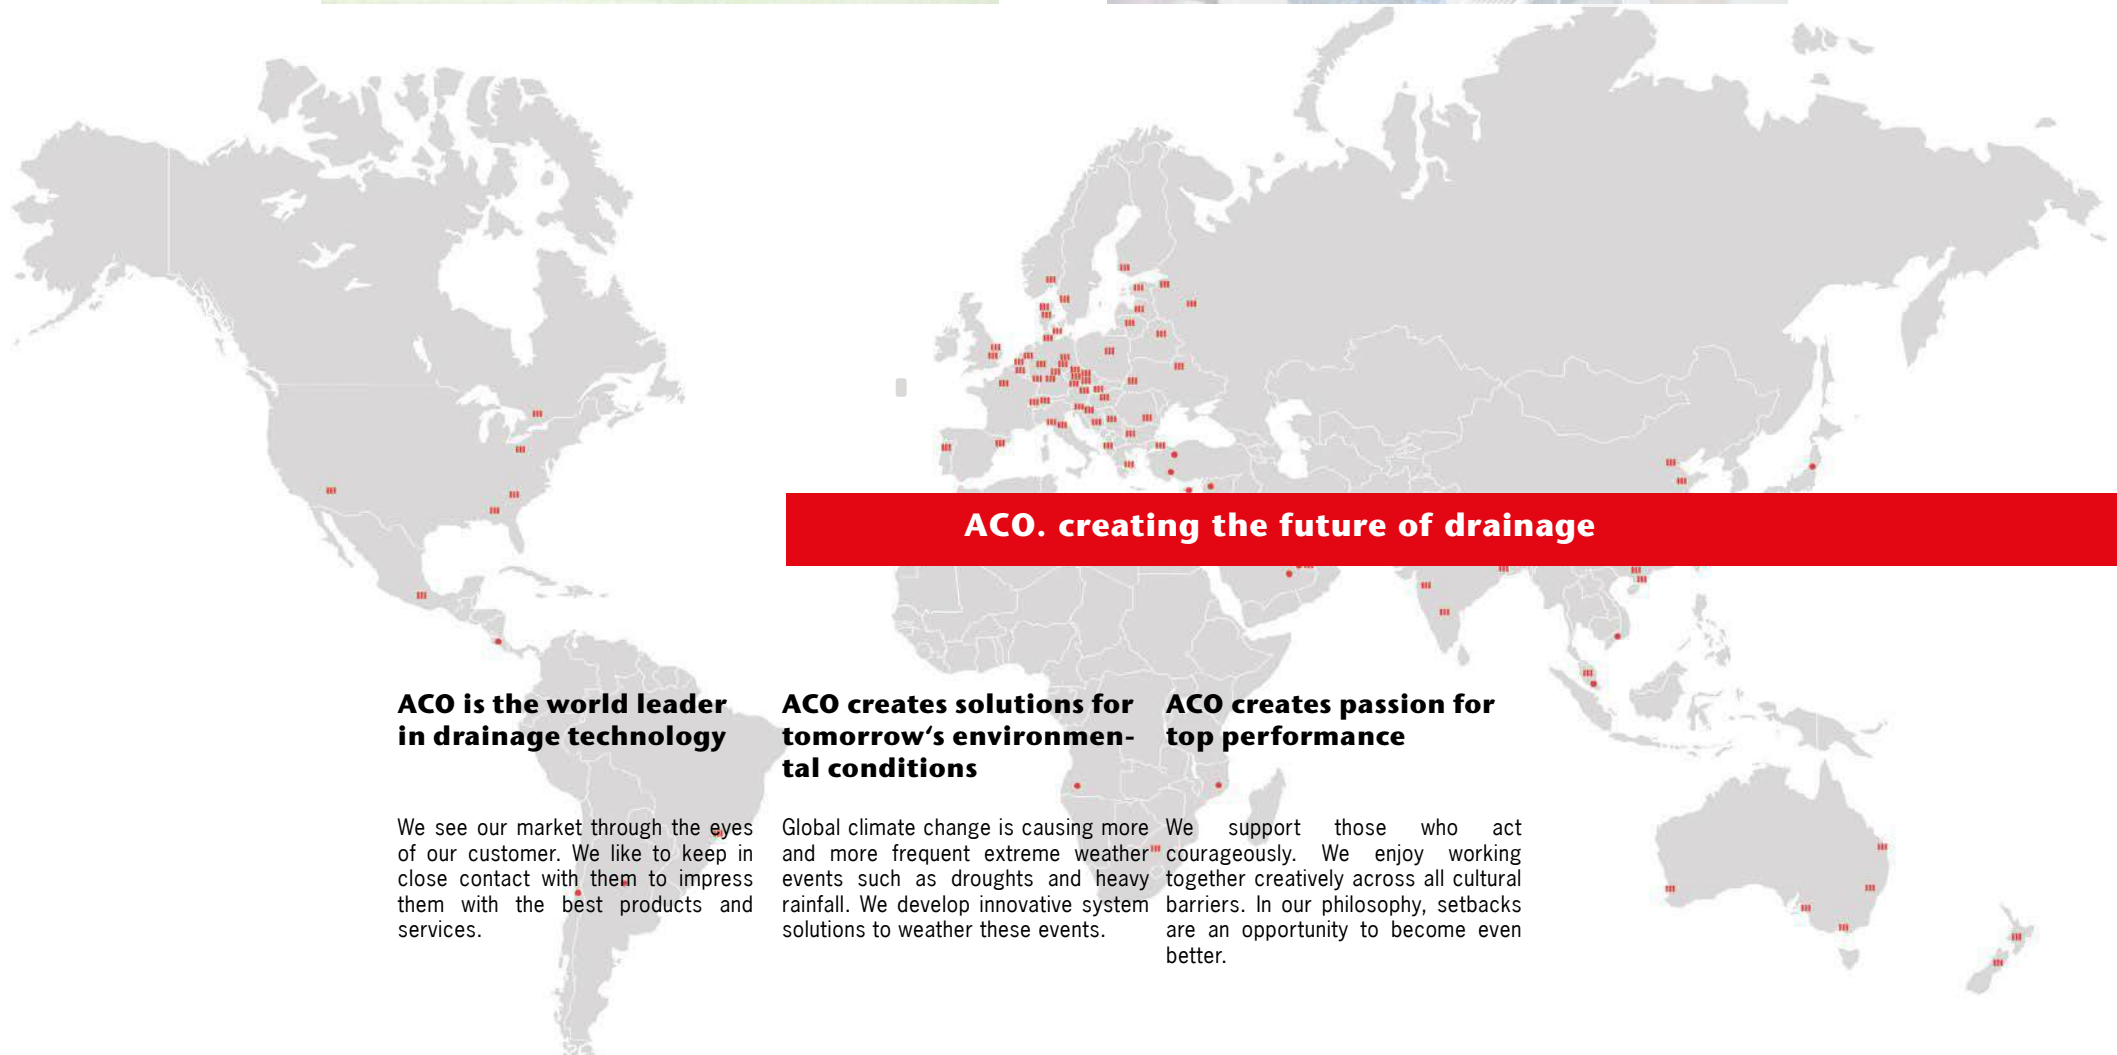 ACO. creating the future of drainage
ACO is the world leader
in drainage technology
We see our market through the eyes
of our customer. We like to keep in
close contact with them to impress
them with the best products and
services.
ACO creates solutions for
tomorrow‘s environmen-
tal conditions
Global climate change is causing more
and more frequent extreme weather
events such as droughts and heavy
rainfall. We develop innovative system
solutions to weather these events.
ACO creates passion for
top performance
We support those who act
courageously. We enjoy working
together creatively across all cultural
barriers. In our philosophy, setbacks
are an opportunity to become even
better.